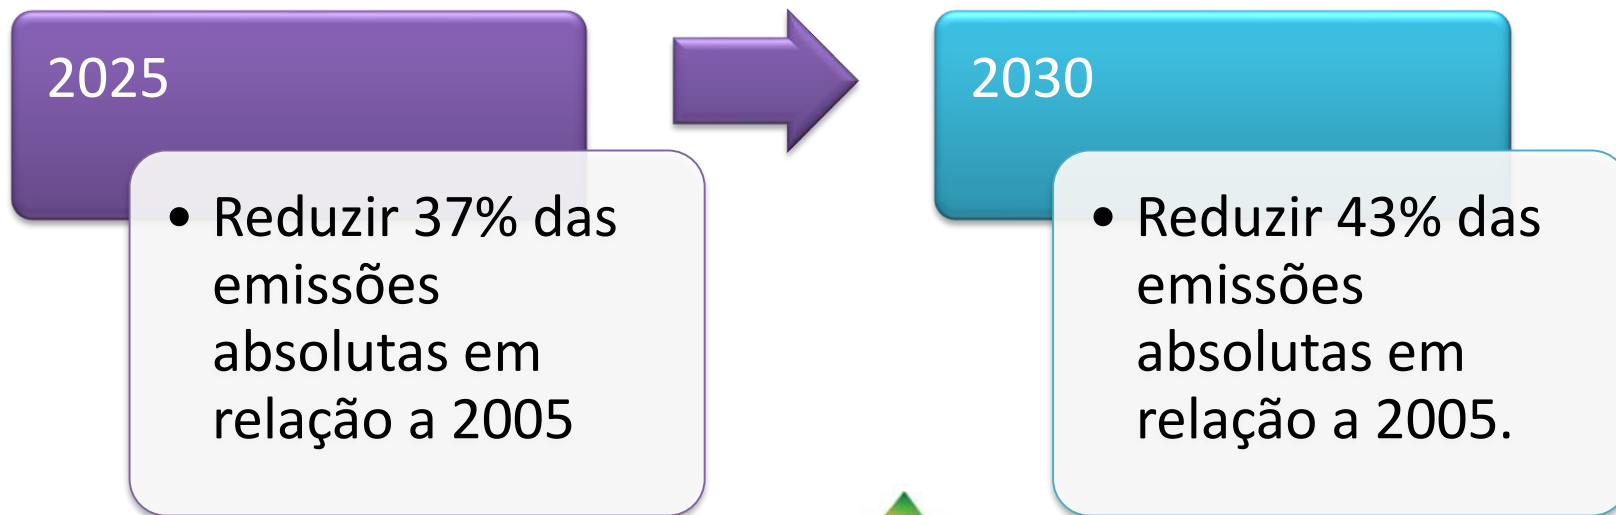 2025
• Reduzir 37% das
emissões
absolutas em
relação a 2005
2030
• Reduzir 43% das
emissões
absolutas em
relação a 2005.